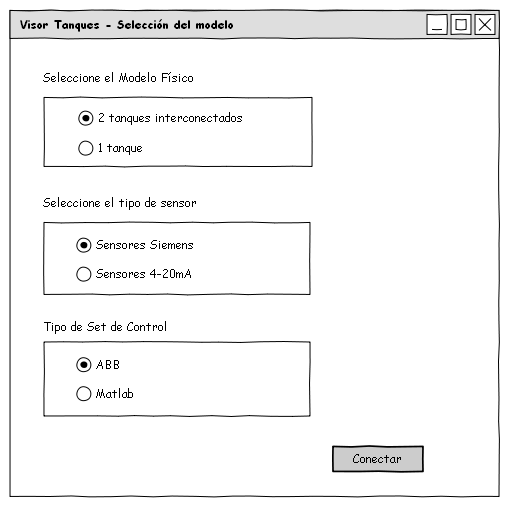 Visor Tanques - Selección del modelo
Seleccione el Modelo Físico
2 tanques interconectados
1 tanque
Seleccione el tipo de sensor
Sensores Siemens
Sensores 4-20mA
Tipo de Set de Control
ABB
Matlab
Conectar